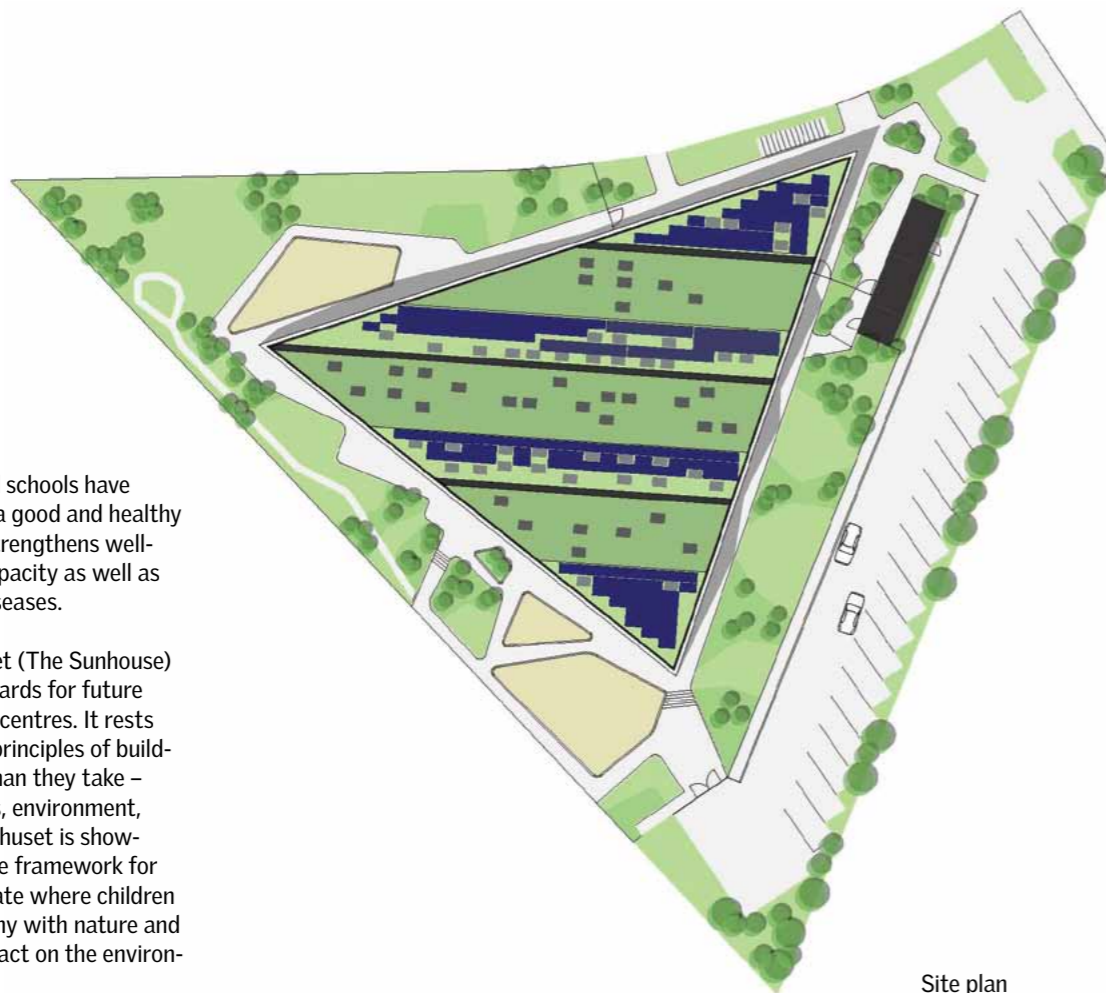 schools have
a good and healthy
trengthens well-
pacity as well as
seases.
et (The Sunhouse)
ards for future
centres. It rests
principles of build-
han they take –
s, environment,
huset is show-
e framework for
ate where children
ny with nature and
act on the environ-
Site plan